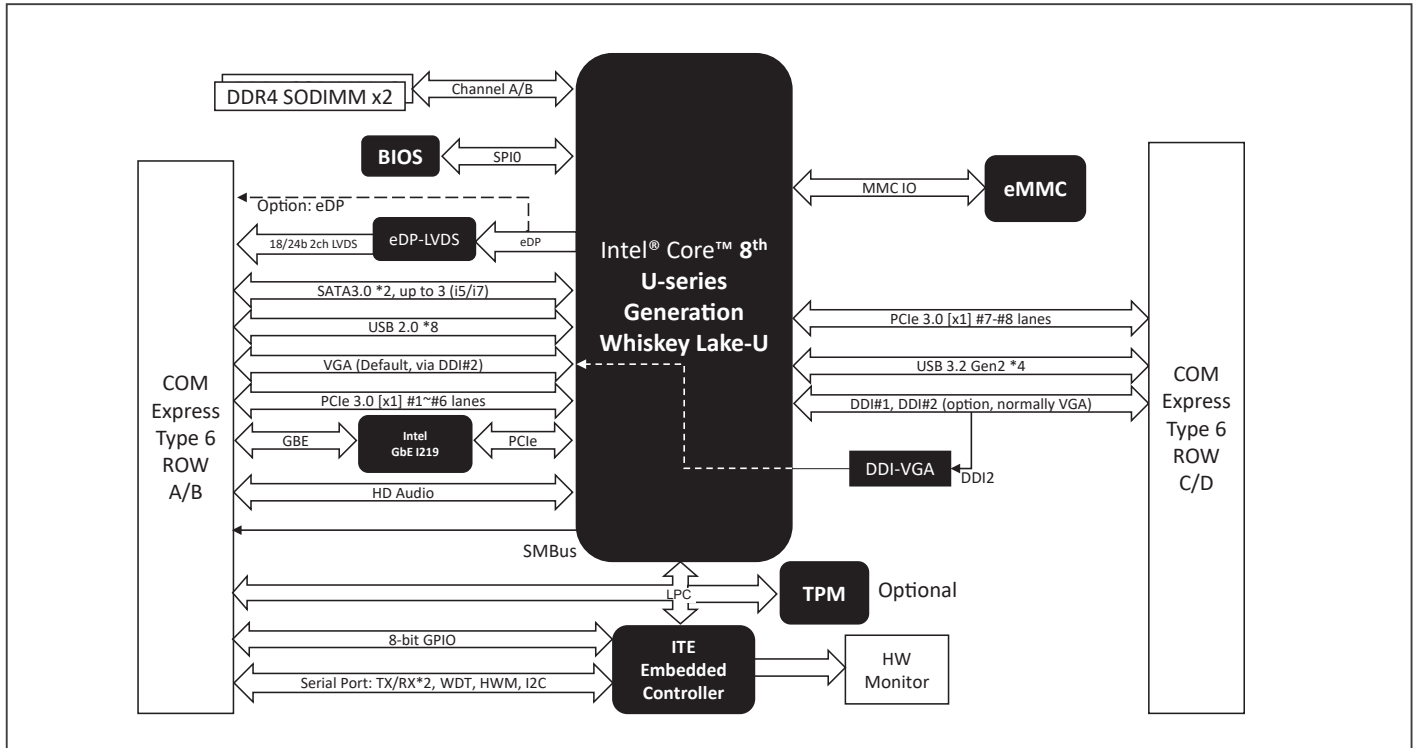 DDR4 SODIMM x2
Channel A/B
BIOS
SPI0
MMC IO
eMMC
Option: eDP
18/24b 2ch LVDS
eDP-LVDS
eDP
Intel® Core™ 8th
U-series
Generation
Whiskey Lake-U
SATA3.0 *2, up to 3 (i5/i7)
USB 2.0 *8
VGA (Default, via DDI#2)
PCIe 3.0 [x1] #1~#6 lanes
GBE
Intel
GbE I219
PCIe
HD Audio
SMBus
COM
Express
Type 6
ROW
A/B
PCIe 3.0 [x1] #7-#8 lanes
USB 3.2 Gen2 *4
DDI#1, DDI#2 (option, normally VGA)
DDI-VGA
DDI2
COM
Express
Type 6
ROW
C/D
LPC
TPM
Optional
8-bit GPIO
Serial Port: TX/RX*2, WDT, HWM, I2C
ITE
Embedded
Controller
HW
Monitor